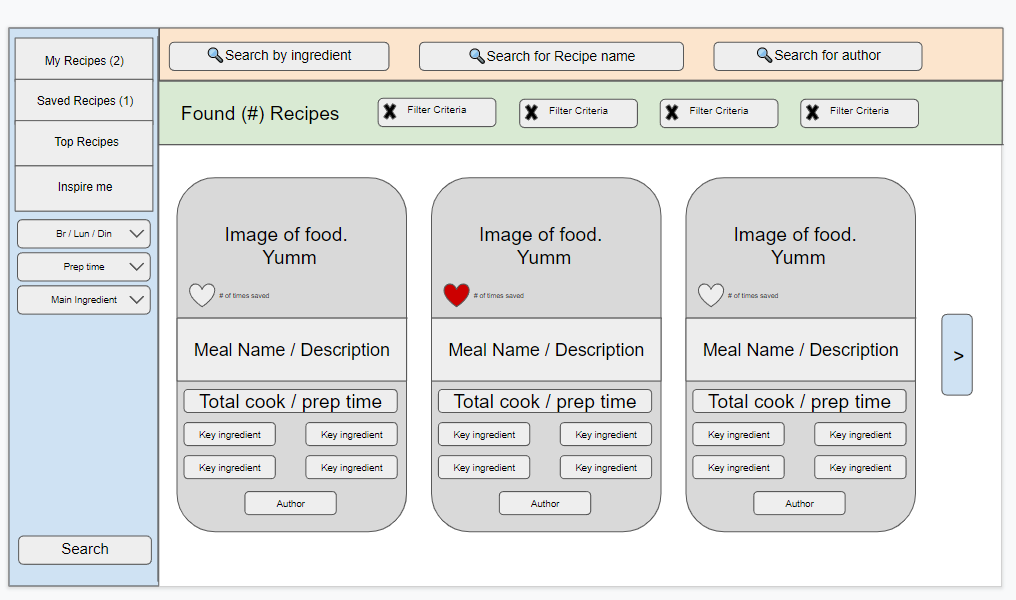 My Recipes (2)
Saved Recipes (1)
Top Recipes
Inspire me
Br / Lun / Din
Prep time
Main Ingredient
Search
Search by ingredient
Search for Recipe name
Search for author
Found (#) Recipes
Filter Criteria
Filter Criteria
Filter Criteria
Filter Criteria
Image of food.
Yumm
# of times saved
Meal Name / Description
Total cook / prep time
Key ingredient
Key ingredient
Key ingredient
Key ingredient
Author
Image of food.
Yumm
# of times saved
Meal Name / Description
Total cook / prep time
Key ingredient
Key ingredient
Key ingredient
Key ingredient
Author
Image of food.
Yumm
# of times saved
Meal Name / Description
Total cook / prep time
Key ingredient
Key ingredient
Key ingredient
Key ingredient
Author
>